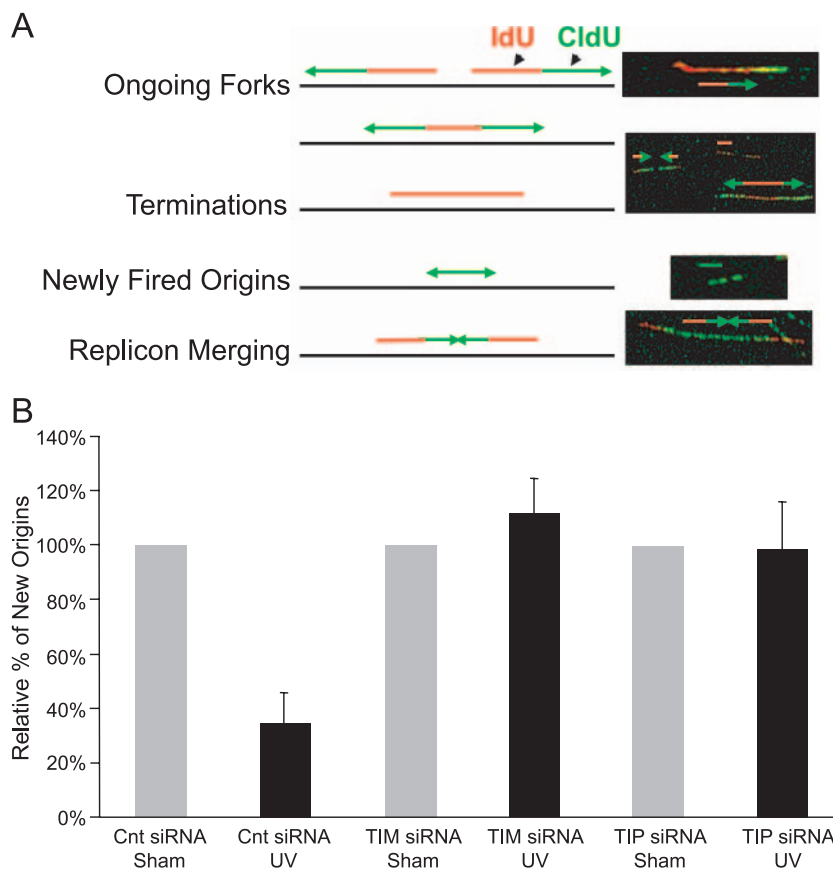 A
IdU CldU
Ongoing Forks
Terminations
Newly Fired Origins
Replicon Merging
B
Relative % of New Origins
140%
120%
100%
80%
60%
40%
20%
0%
Cnt siRNA Sham
Cnt siRNA UV
TIM siRNA Sham
TIM siRNA UV
TIP siRNA Sham
TIP siRNA UV